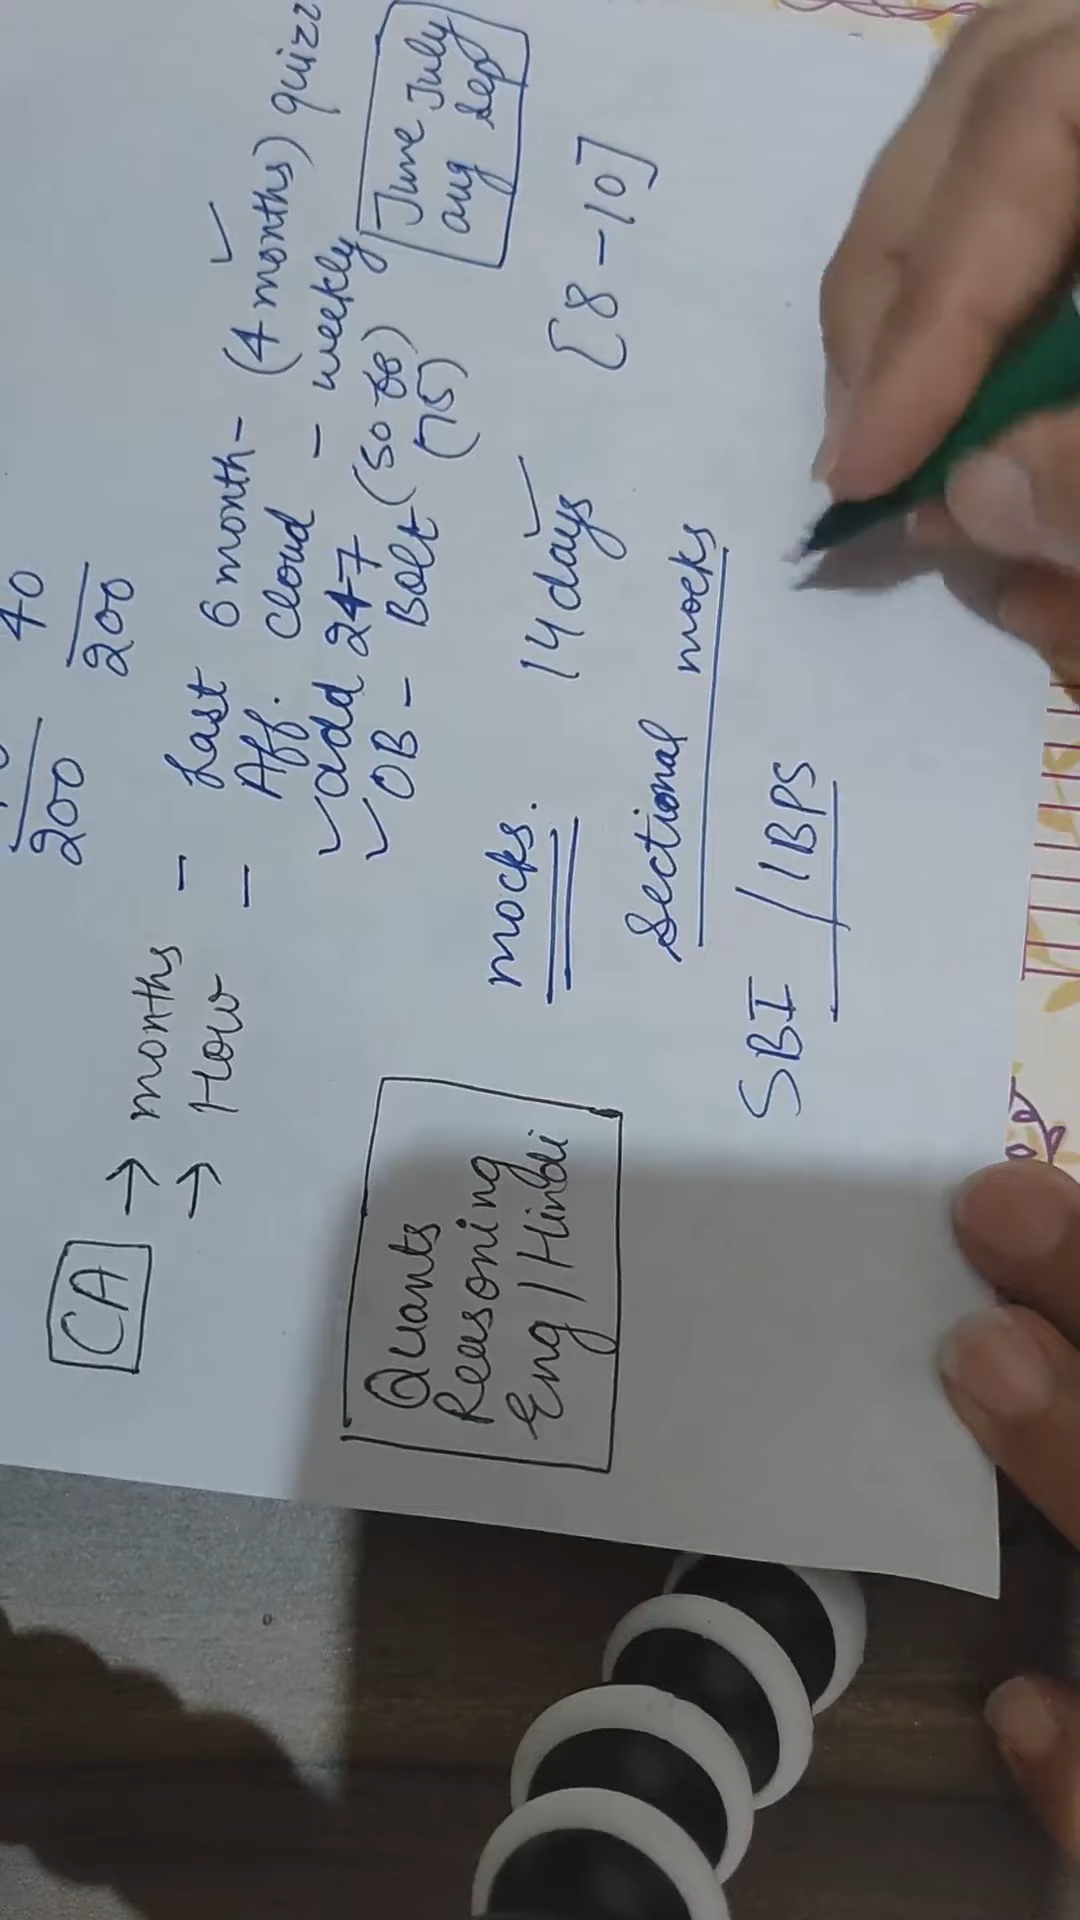 40
200 200
CA → months - Last 6 month - (4 months) quizz
→ How - Aff. Cloud - weekly
add 247 (50
OB - Bolt (75)
June July
aug sep
Quants
Reasoning
Eng / Hindi
mocks. 14 days [8-10]
Sectional mocks
SBI / IBPS